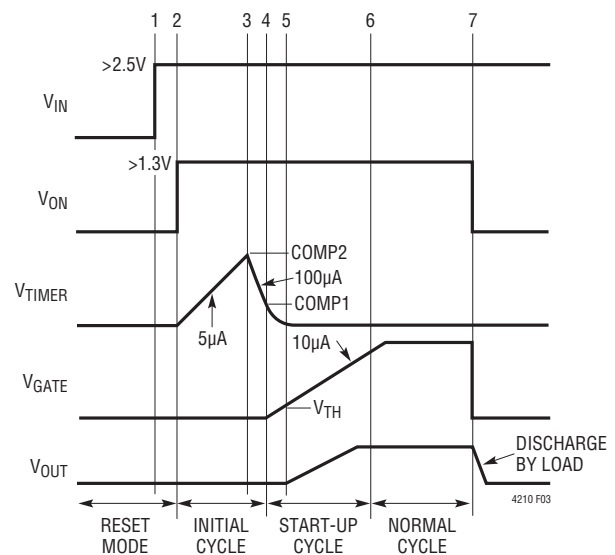 1 2 3 4 5 6 7
>2.5V
VIN
>1.3V
VON
COMP2
100µA
COMP1
VTIMER
5µA
10µA
VGATE
VTH
VOUT
DISCHARGE
BY LOAD
4210 F03
RESET
MODE
INITIAL
CYCLE
START-UP
CYCLE
NORMAL
CYCLE